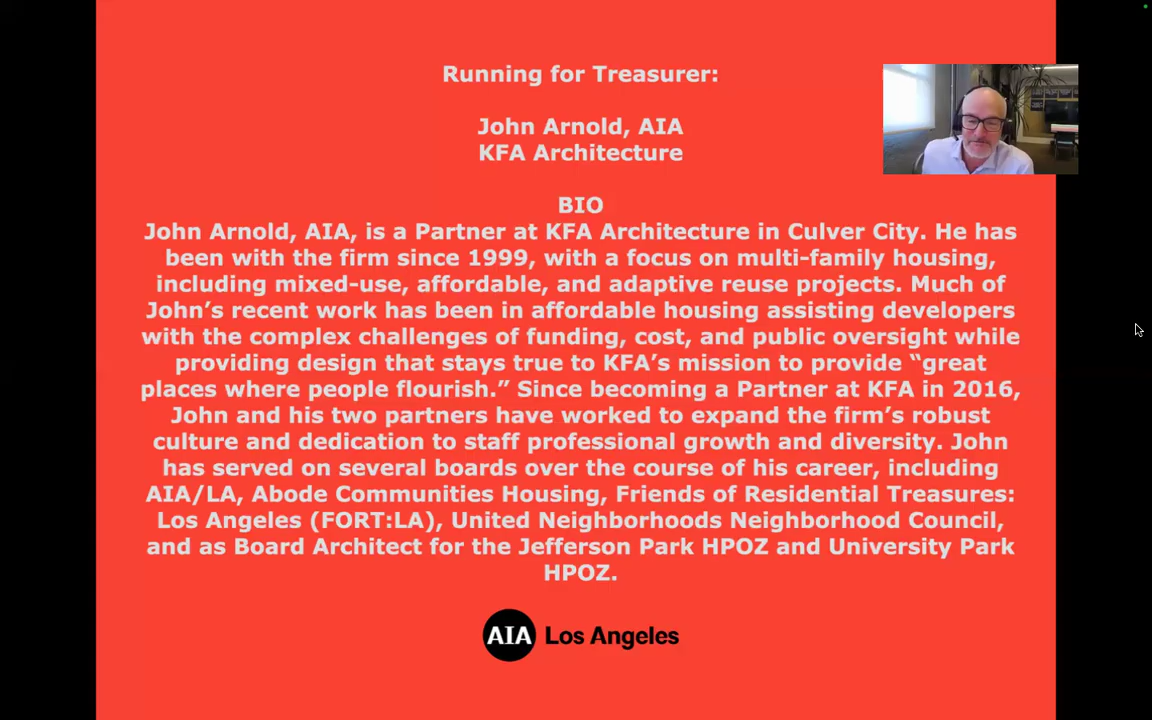 Running for Treasurer:
John Arnold, AIA
KFA Architecture
BIO
John Arnold, AIA, is a Partner at KFA Architecture in Culver City. He has
been with the firm since 1999, with a focus on multi-family housing,
including mixed-use, affordable, and adaptive reuse projects. Much of
John’s recent work has been in affordable housing assisting developers
with the complex challenges of funding, cost, and public oversight while
providing design that stays true to KFA’s mission to provide “great
places where people flourish.” Since becoming a Partner at KFA in 2016,
John and his two partners have worked to expand the firm’s robust
culture and dedication to staff professional growth and diversity. John
has served on several boards over the course of his career, including
AIA/LA, Abode Communities Housing, Friends of Residential Treasures:
Los Angeles (FORT:LA), United Neighborhoods Neighborhood Council,
and as Board Architect for the Jefferson Park HPOZ and University Park
HPOZ.
AIA Los Angeles